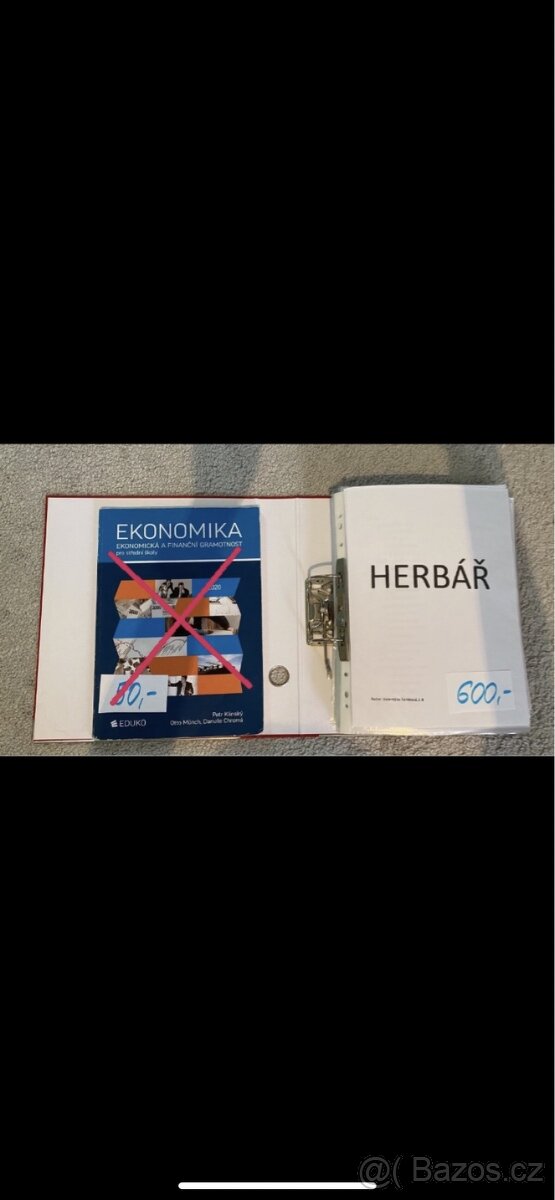 EKONOMIKA
EKONOMICKÁ A FINANČNÍ GRAMOTNOST
pro střední školy
2020
50,-
Petr Klínský
Otto Münch, Danuše Chromá
EDUKO
HERBÁŘ
600,-
@( Bazos.cz